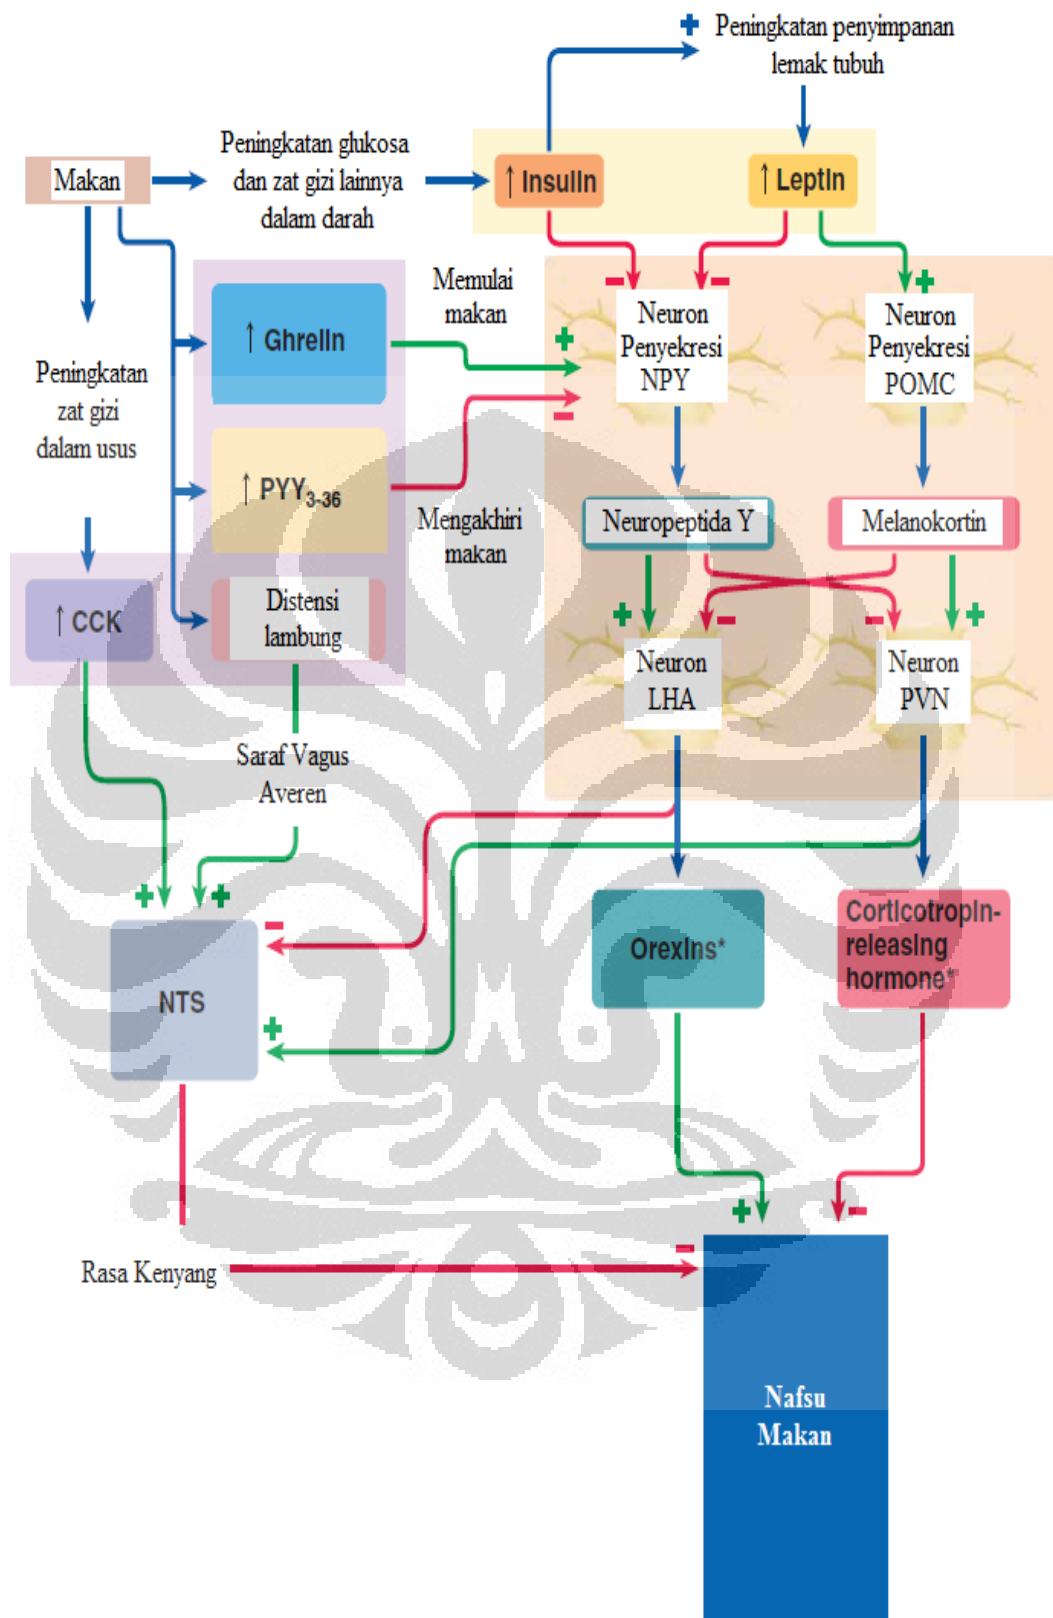 + Peningkatan penyimpanan
lemak tubuh
Makan
Peningkatan glukosa
dan zat gizi lainnya
dalam darah
↑ Insulin
↑ Leptin
− − +
↑ Ghrelin
Memulai
makan
+
−
Neuron
Penyekresi
NPY
Neuron
Penyekresi
POMC
Peningkatan
zat gizi
dalam usus
↑ PYY3-36
Mengakhiri
makan
Neuropeptida Y
Melanokortin
↑ CCK
Distensi
lambung
+ − − +
Neuron
LHA
Neuron
PVN
Saraf Vagus
Averen
+ +
NTS
−
+
Orexins*
Corticotropin-
releasing
hormone*
+ −
Rasa Kenyang
−
Nafsu
Makan